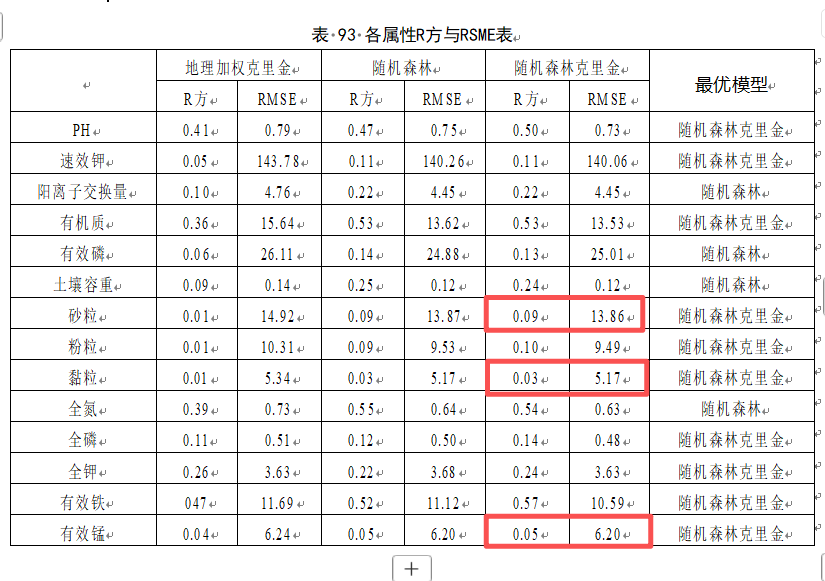 表 93 各属性R方与RSME表
地理加权克里金 随机森林 随机森林克里金 最优模型
R方 RMSE R方 RMSE R方 RMSE
PH 0.41 0.79 0.47 0.75 0.50 0.73 随机森林克里金
速效钾 0.05 143.78 0.11 140.26 0.11 140.06 随机森林克里金
阳离子交换量 0.10 4.76 0.22 4.45 0.22 4.45 随机森林
有机质 0.36 15.64 0.53 13.62 0.53 13.53 随机森林克里金
有效磷 0.06 26.11 0.14 24.88 0.13 25.01 随机森林
土壤容重 0.09 0.14 0.25 0.12 0.24 0.12 随机森林
砂粒 0.01 14.92 0.09 13.87 0.09 13.86 随机森林克里金
粉粒 0.01 10.31 0.09 9.53 0.10 9.49 随机森林克里金
黏粒 0.01 5.34 0.03 5.17 0.03 5.17 随机森林克里金
全氮 0.39 0.73 0.55 0.64 0.54 0.63 随机森林
全磷 0.11 0.51 0.12 0.50 0.14 0.48 随机森林克里金
全钾 0.26 3.63 0.22 3.68 0.24 3.63 随机森林克里金
有效铁 047 11.69 0.52 11.12 0.57 10.59 随机森林克里金
有效锰 0.04 6.24 0.05 6.20 0.05 6.20 随机森林克里金